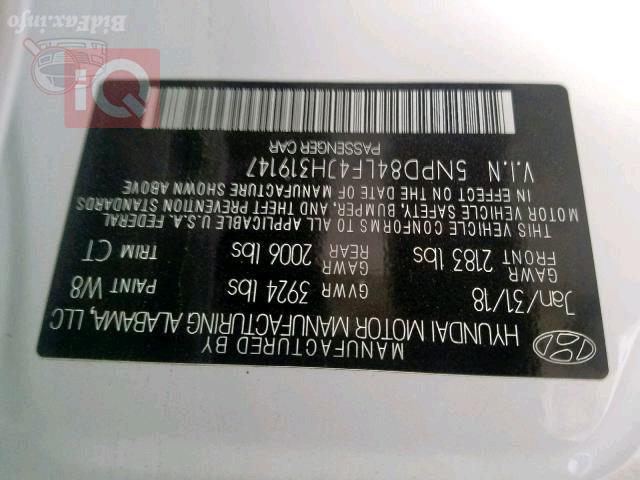 MANUFACTURED BY
HYUNDAI MOTOR MANUFACTURING ALABAMA, LLC
Jan/31/18 GVWR 3924 lbs PAINT W8
GAWR FRONT 2183 lbs GAWR REAR 2006 lbs TRIM CT
THIS VEHICLE CONFORMS TO ALL APPLICABLE U.S.A. FEDERAL
MOTOR VEHICLE SAFETY, BUMPER, AND THEFT PREVENTION STANDARDS
IN EFFECT ON THE DATE OF MANUFACTURE SHOWN ABOVE
V.I.N 5NPD84LF4JH319147
PASSENGER CAR
iQ
BidFax.info